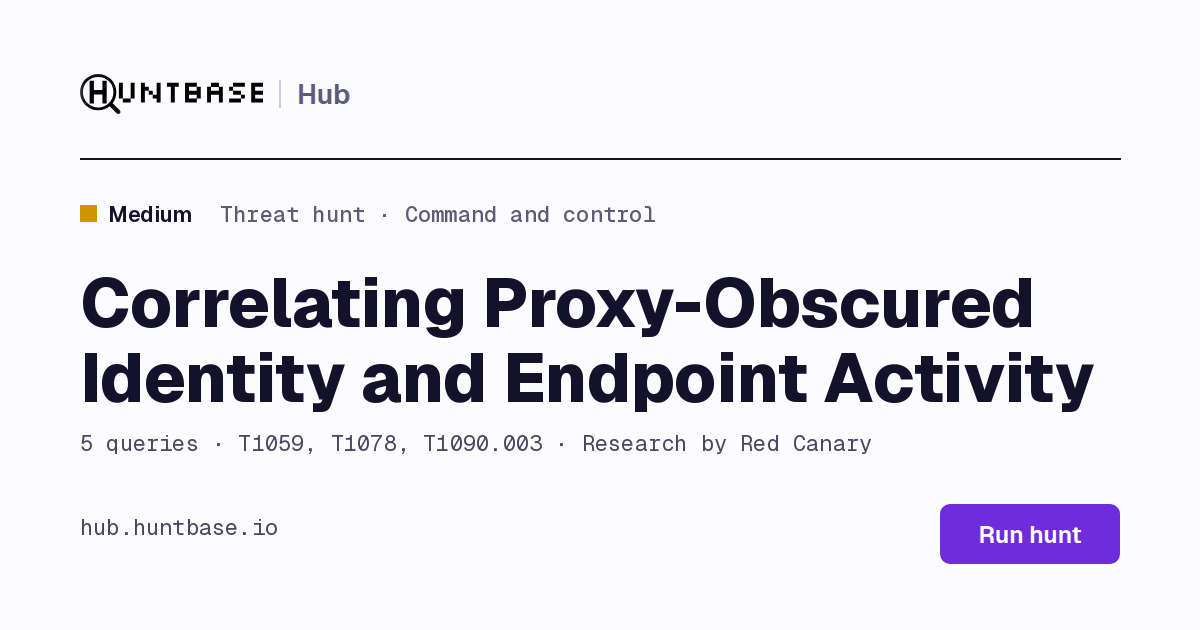 HUNTBASE Hub
Medium Threat hunt · Command and control
Correlating Proxy-Obscured
Identity and Endpoint Activity
5 queries · T1059, T1078, T1090.003 · Research by Red Canary
hub.huntbase.io
Run hunt